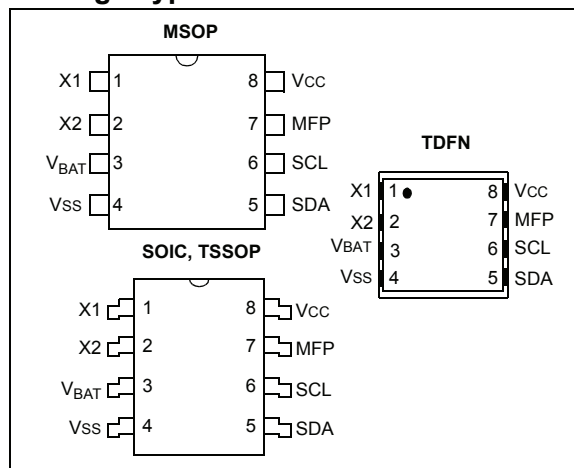 MSOP
X1 1 8 VCC
X2 2 7 MFP
VBAT 3 6 SCL
VSS 4 5 SDA
TDFN
X1 1 8 VCC
X2 2 7 MFP
VBAT 3 6 SCL
VSS 4 5 SDA
SOIC, TSSOP
X1 1 8 VCC
X2 2 7 MFP
VBAT 3 6 SCL
VSS 4 5 SDA